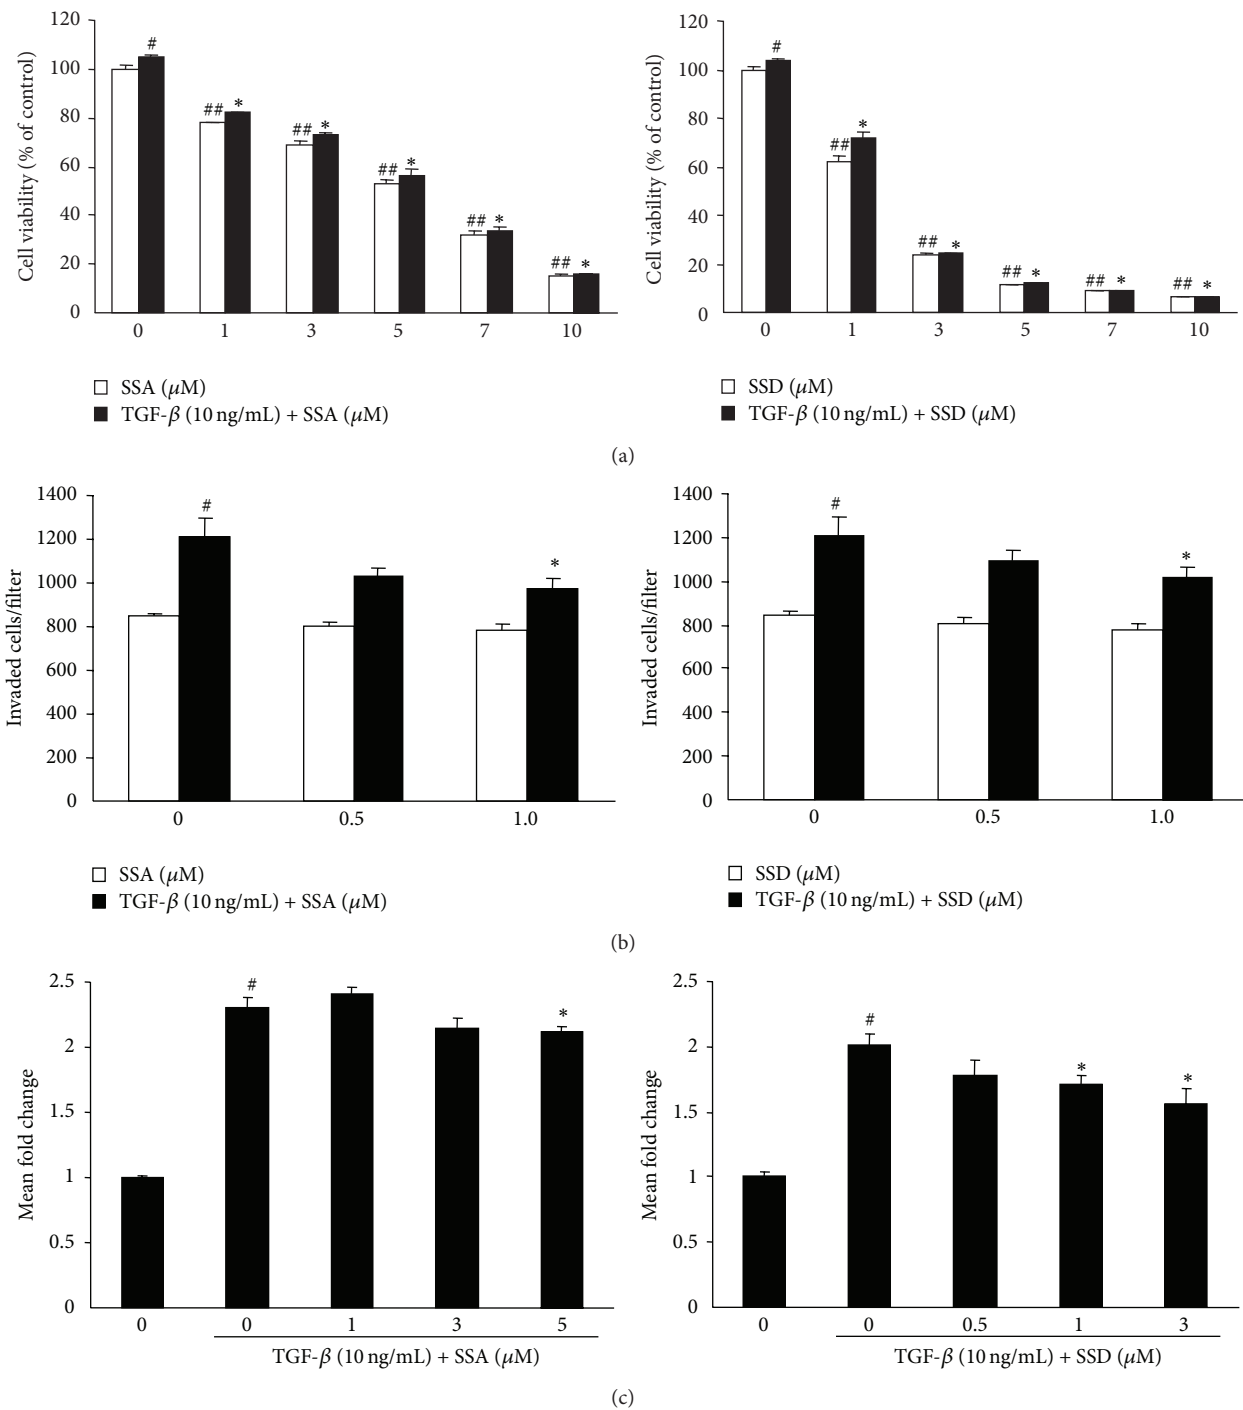 120
100
80
60
40
20
0
Cell viability (% of control)
#
## *
## *
## *
## *
## *
0 1 3 5 7 10
SSA (μM)
TGF-β (10 ng/mL) + SSA (μM)
120
100
80
60
40
20
0
Cell viability (% of control)
#
## *
## *
## *
## *
## *
0 1 3 5 7 10
SSD (μM)
TGF-β (10 ng/mL) + SSD (μM)
(a)
1400
1200
1000
800
600
400
200
0
Invaded cells/filter
#
*
0 0.5 1.0
SSA (μM)
TGF-β (10 ng/mL) + SSA (μM)
1400
1200
1000
800
600
400
200
0
Invaded cells/filter
#
*
0 0.5 1.0
SSD (μM)
TGF-β (10 ng/mL) + SSD (μM)
(b)
2.5
2
1.5
1
0.5
0
Mean fold change
#
*
0 0 1 3 5
TGF-β (10 ng/mL) + SSA (μM)
2.5
2
1.5
1
0.5
0
Mean fold change
#
*
*
0 0 0.5 1 3
TGF-β (10 ng/mL) + SSD (μM)
(c)